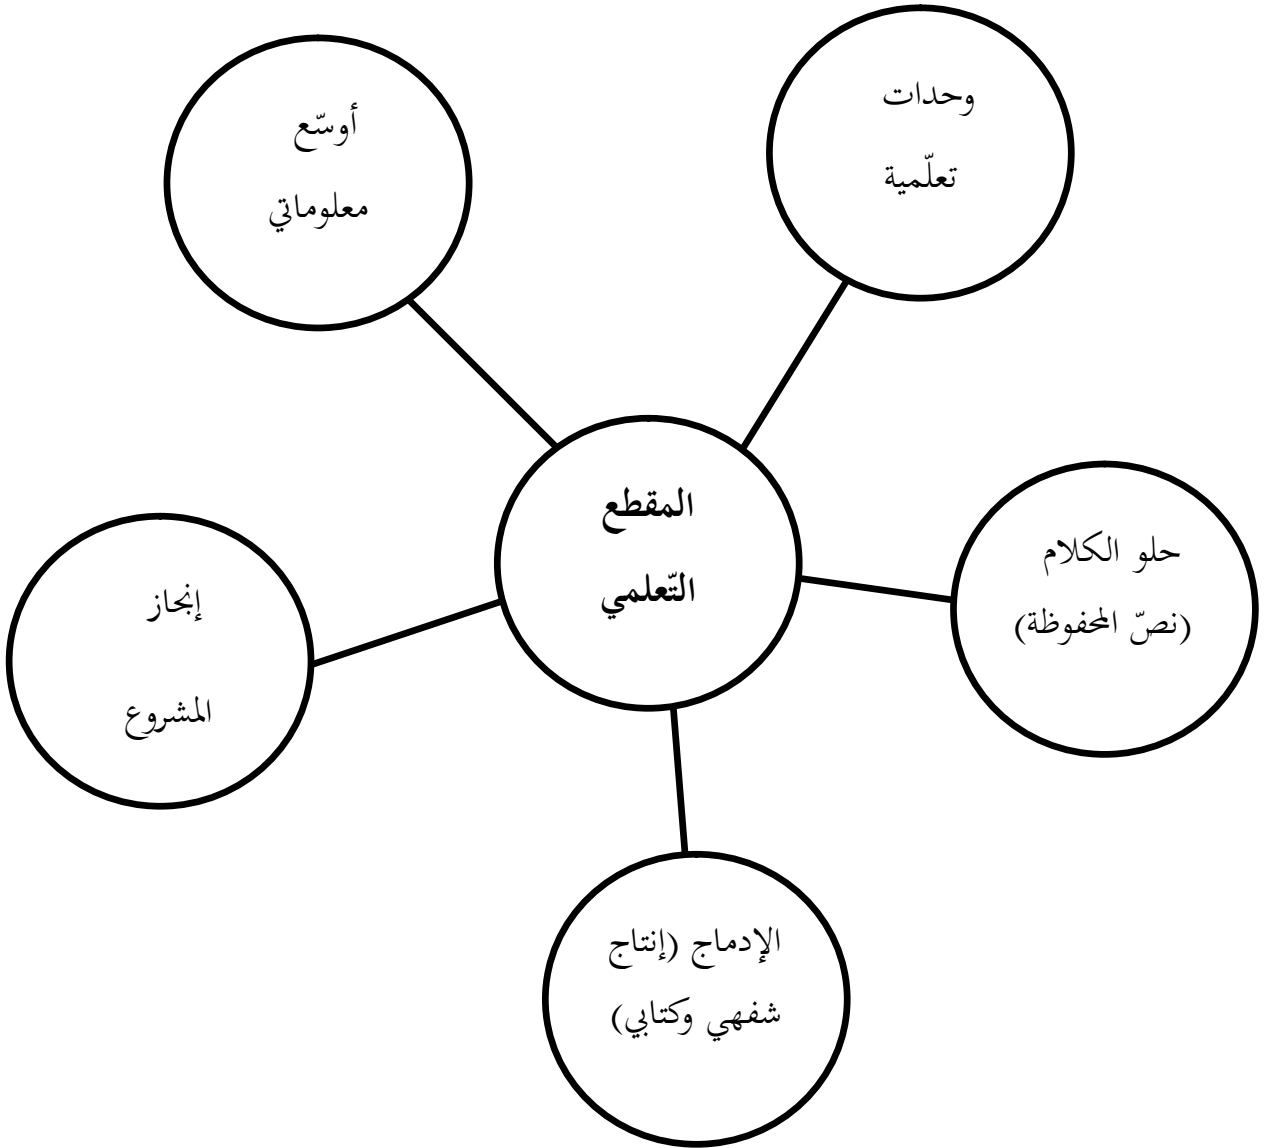 وحدات
تعلّمية
أوسّع
معلوماتي
المقطع
التّعلمي
حلو الكلام
(نصّ المحفوظة)
إنجاز
المشروع
الإدماج (إنتاج
شفهي وكتابي)